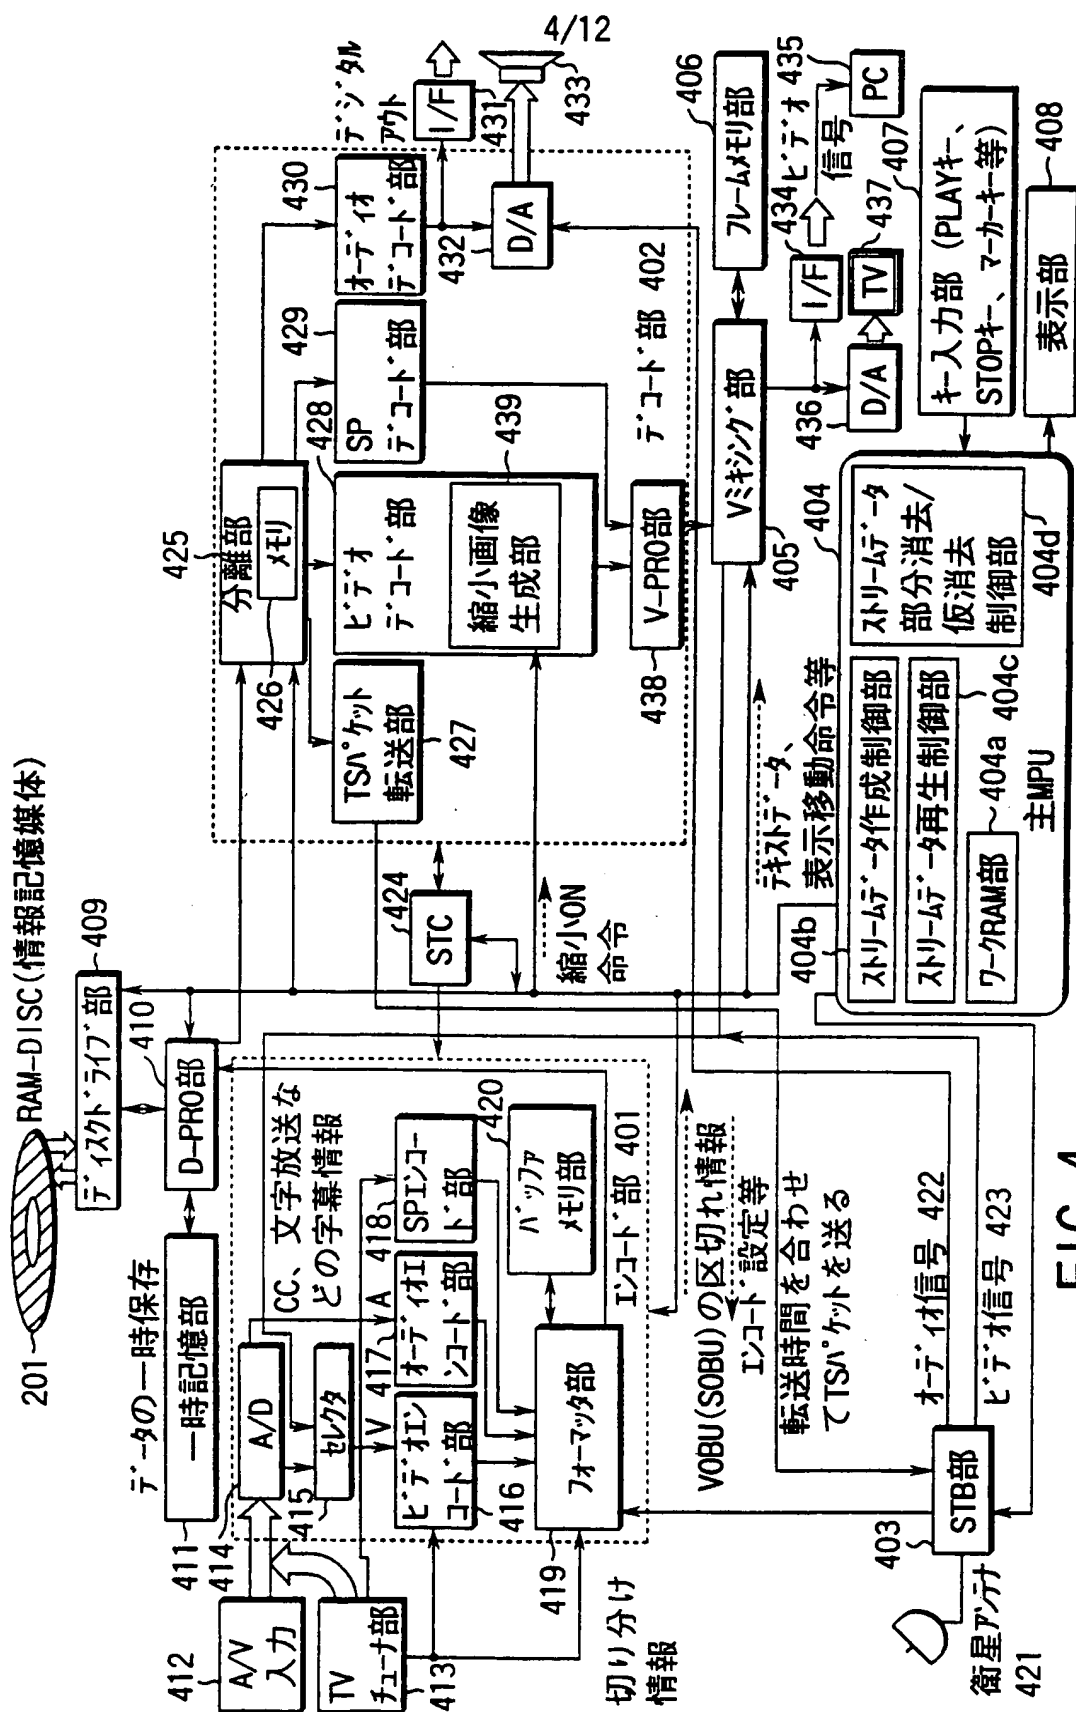 4/12
201
RAM-DISC(情報記憶媒体)
データの一時保存
411
一時記憶部
410
D-PRO部
ディスクドライブ部
409
412
A/V
入力
TV
チューナ部
413
414
A/D
415
セレクタ
CC、文字放送な
どの字幕情報
V
A
ビデオエン
コード部
416
417
オーディオエ
ンコード部
418
SPエンコー
ド部
フォーマッタ部
419
バッファ
メモリ部
420
エンコード部 401
切り分け
情報
STC
424
縮小ON
命令
425
分離部
メモリ
426
TSパケット
転送部
427
428
ビデオ
デコード部
縮小画像
生成部
439
429
SP
デコード部
430
オーディオ
デコード部
デコード部 402
V-PRO部
438
デジタル
アウト
I/F
431
432
D/A
433
VOBU(SOBU)の区切れ情報
エンコード設定等
転送時間を合わせ
てTSパケットを送る
オーディオ信号 422
ビデオ信号 423
403
STB部
衛星アンテナ
421
テキストデータ、
表示移動命令等
Vミキシング部
405
フレームメモリ部
406
434
I/F
ビデオ
信号
435
PC
436
D/A
437
TV
キー入力部 (PLAYキー、
STOPキー、マーカーキー等)
407
表示部
408
404
404b
ストリームデータ作成制御部
ストリームデータ再生制御部
404c
ワークRAM部
404a
ストリームデータ
部分消去/
仮消去
制御部
404d
主MPU
FIG. 4